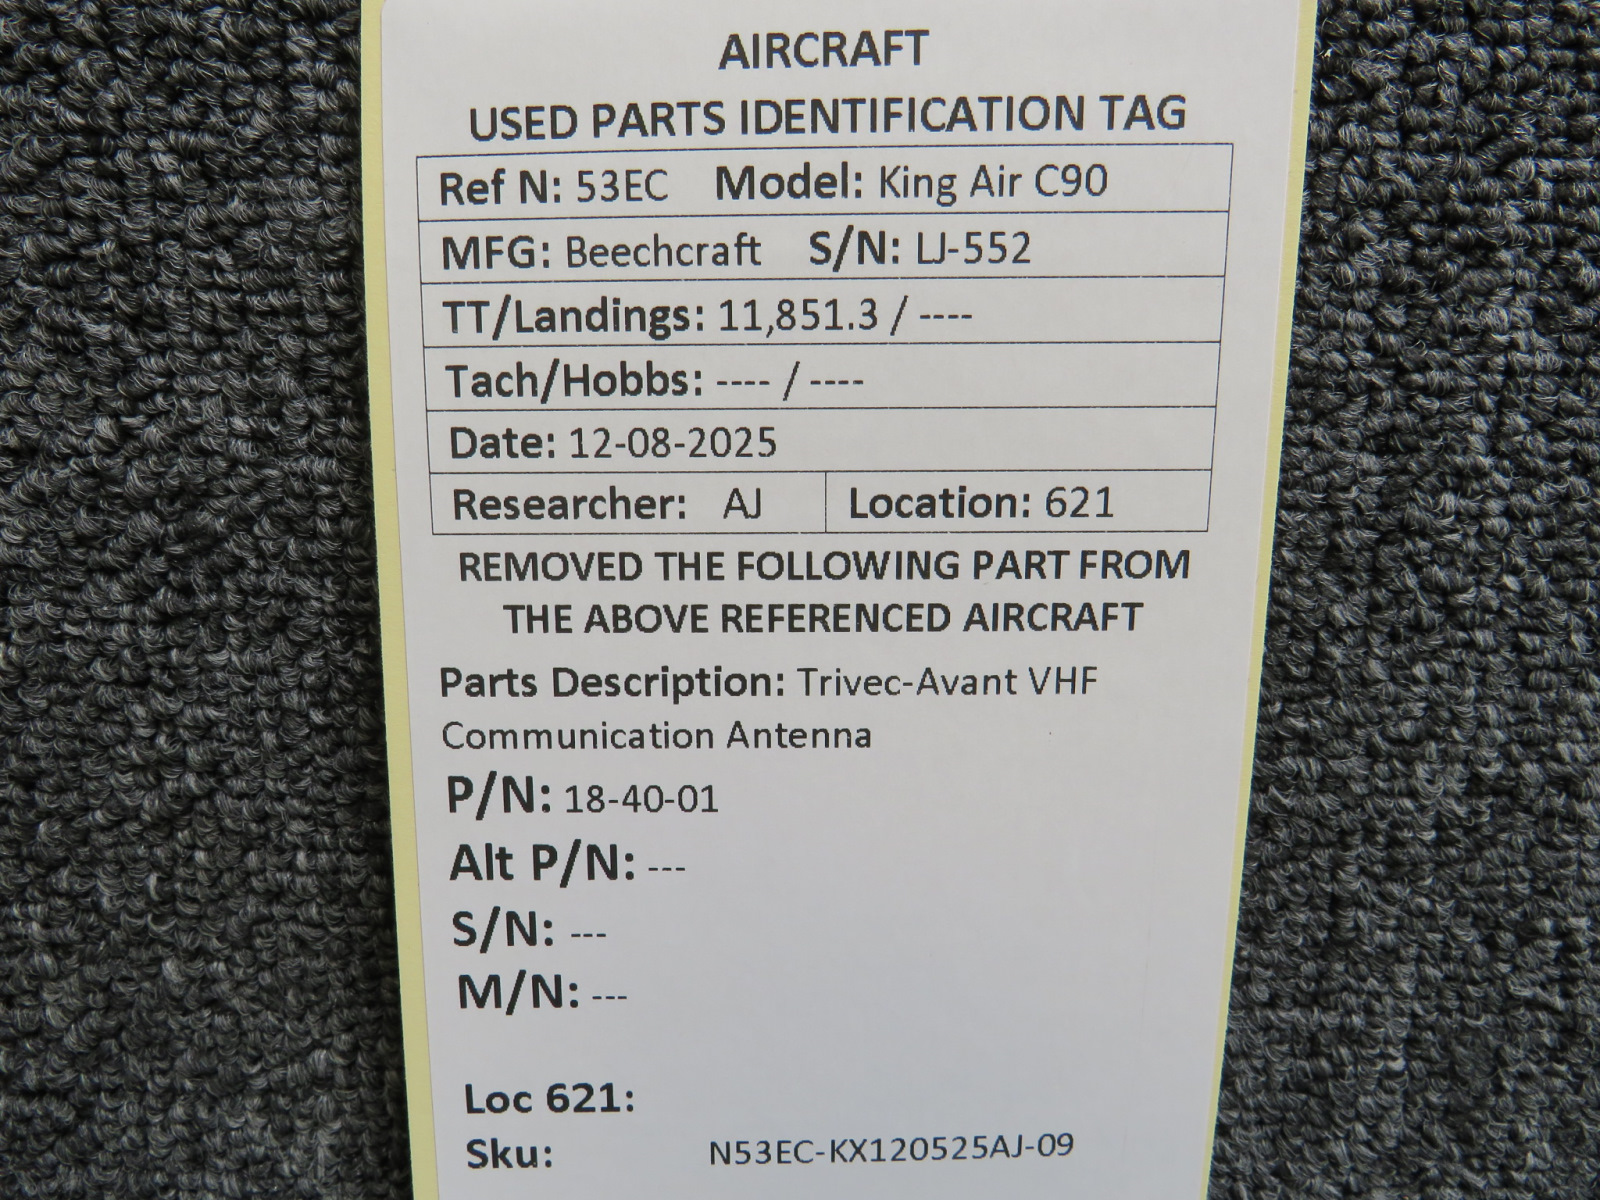 AIRCRAFT
USED PARTS IDENTIFICATION TAG
Ref N: 53EC Model: King Air C90
MFG: Beechcraft S/N: LJ-552
TT/Landings: 11,851.3 / ----
Tach/Hobbs: ---- / ----
Date: 12-08-2025
Researcher: AJ Location: 621
REMOVED THE FOLLOWING PART FROM
THE ABOVE REFERENCED AIRCRAFT
Parts Description: Trivec-Avant VHF
Communication Antenna
P/N: 18-40-01
Alt P/N: ---
S/N: ---
M/N: ---
Loc 621:
Sku: N53EC-KX120525AJ-09